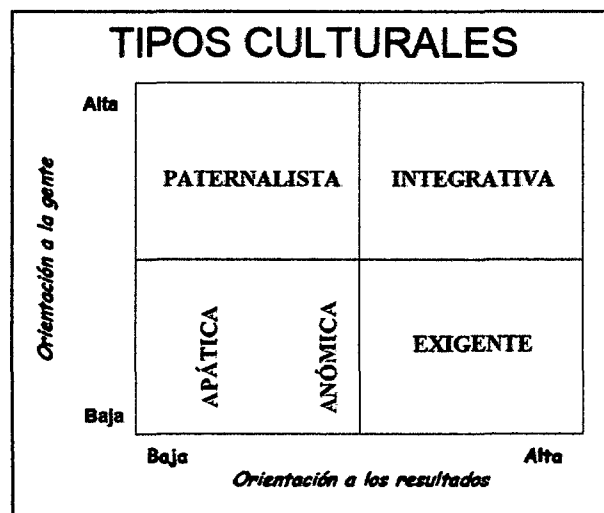 TIPOS CULTURALES
Alta
Orientación a la gente
PATERNALISTA
INTEGRATIVA
APÁTICA
ANÓMICA
EXIGENTE
Baja
Baja
Alta
Orientación a los resultados